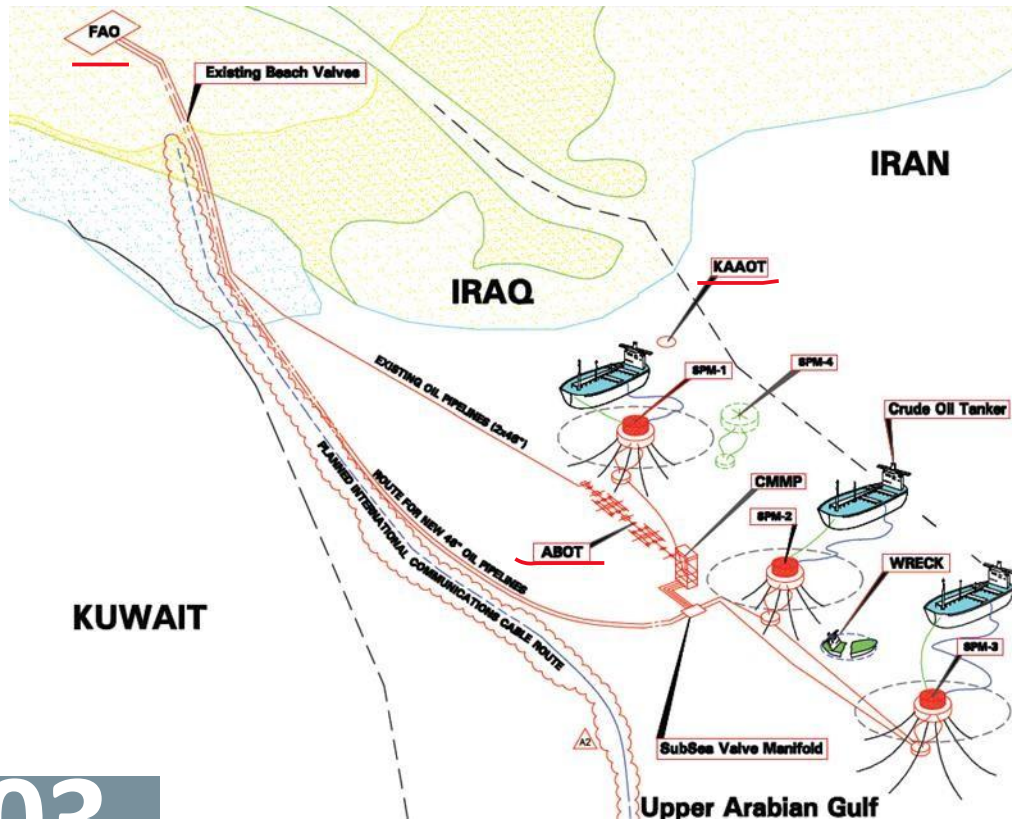 FAO
Existing Beach Valves
IRAN
KAAOT
IRAQ
SPM-1
SPM-4
EXISTING OIL PIPELINES (2x48")
Crude Oil Tanker
CMMP
SPM-2
ROUTE FOR NEW 48" OIL PIPELINES
ABOT
WRECK
PLANNED INTERNATIONAL COMMUNICATIONS CABLE ROUTE
KUWAIT
SPM-3
A2
SubSea Valve Manifold
03
Upper Arabian Gulf